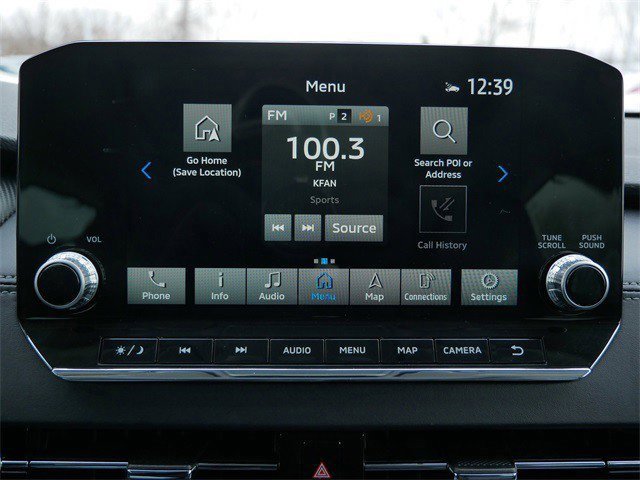 Menu
12:39
FM P 2 1
100.3
FM
KFAN
Sports
Source
Go Home
(Save Location)
Search POI or
Address
Call History
VOL
TUNE
SCROLL
PUSH
SOUND
Phone Info Audio Menu Map Connections Settings
AUDIO MENU MAP CAMERA